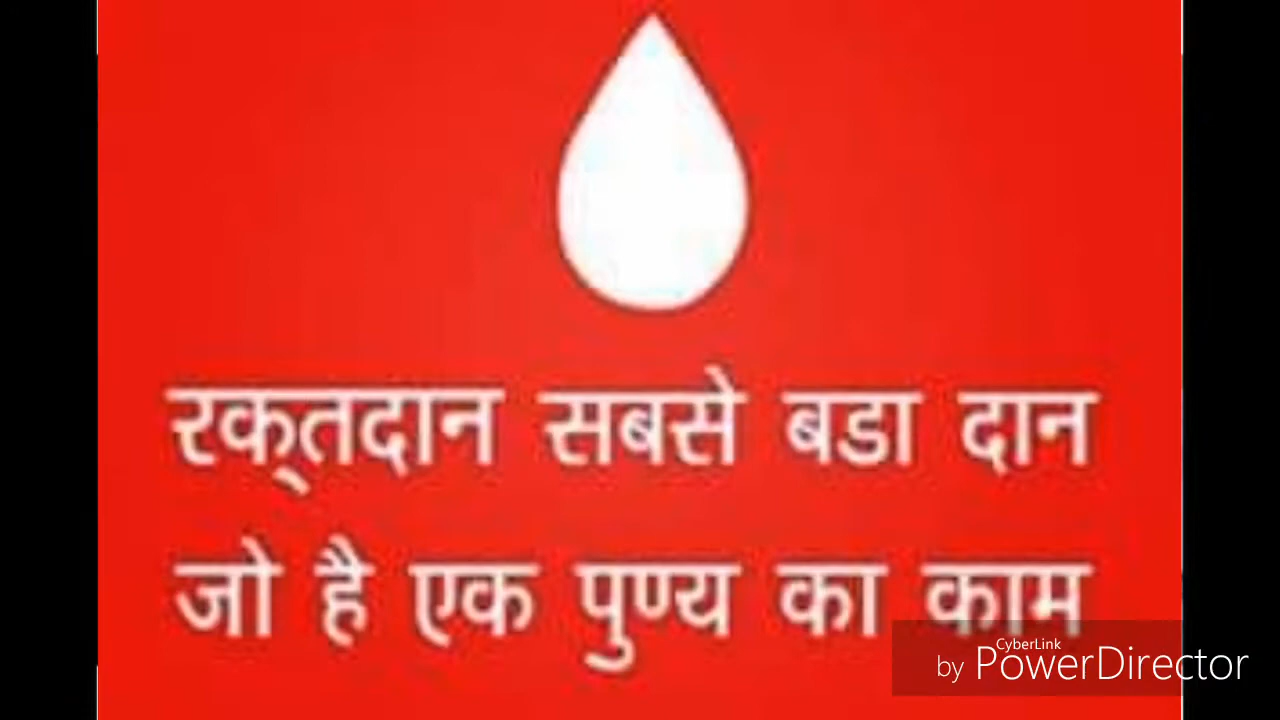 रक्‌तदान सबसे बडा दान
जो है एक पुण्य का काम
CyberLink
by PowerDirector